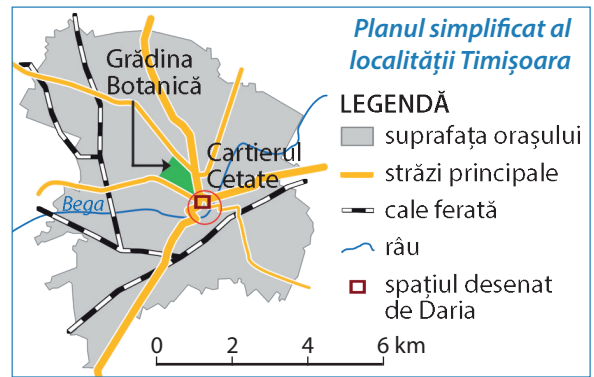 Planul simplificat al
localității Timișoara
Grădina
Botanică
Cartierul
Cetate
Bega
LEGENDĂ
suprafața orașului
străzi principale
cale ferată
râu
spațiul desenat
de Daria
0 2 4 6 km